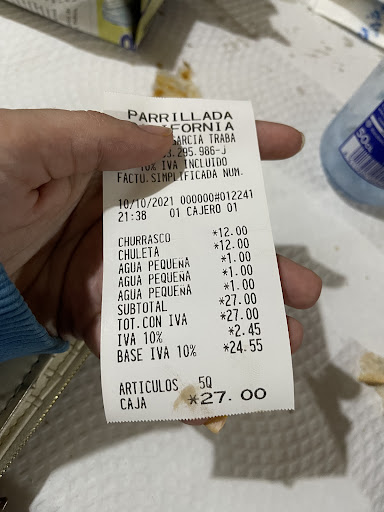 PARRILLADA
IFORNIA
GARCIA TRABA
.295.986-J
10% IVA INCLUIDO
FACTU.SIMPLIFICADA NUM.
10/10/2021 000000#012241
21:38 01 CAJERO 01
CHURRASCO *12.00
CHULETA *12.00
AGUA PEQUEÑA *1.00
AGUA PEQUEÑA *1.00
AGUA PEQUEÑA *1.00
SUBTOTAL *27.00
TOT.CON IVA *27.00
IVA 10% *2.45
BASE IVA 10% *24.55
ARTICULOS 5Q
CAJA *27.00